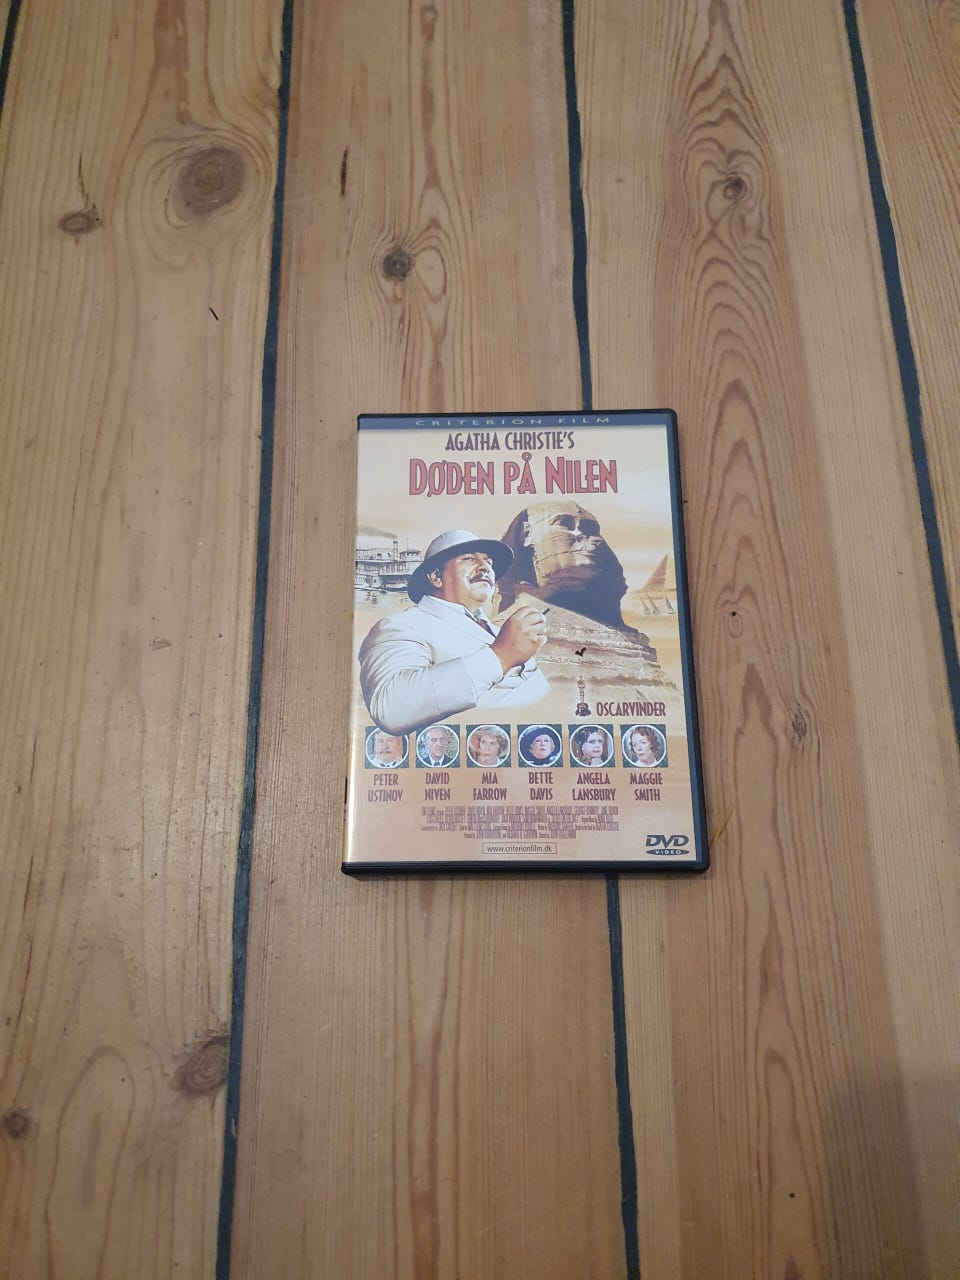 CRITERION FILM
AGATHA CHRISTIE'S
DØDEN PÅ NILEN
OSCARVINDER
PETER USTINOV
DAVID NIVEN
MIA FARROW
BETTE DAVIS
ANGELA LANSBURY
MAGGIE SMITH
www.criterionfilm.dk
DVD
VIDEO